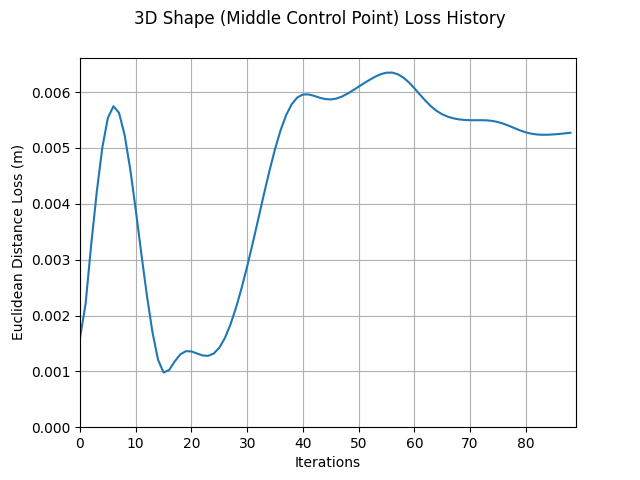 3D Shape (Middle Control Point) Loss History
Euclidean Distance Loss (m)
0.006
0.005
0.004
0.003
0.002
0.001
0.000
0 10 20 30 40 50 60 70 80
Iterations